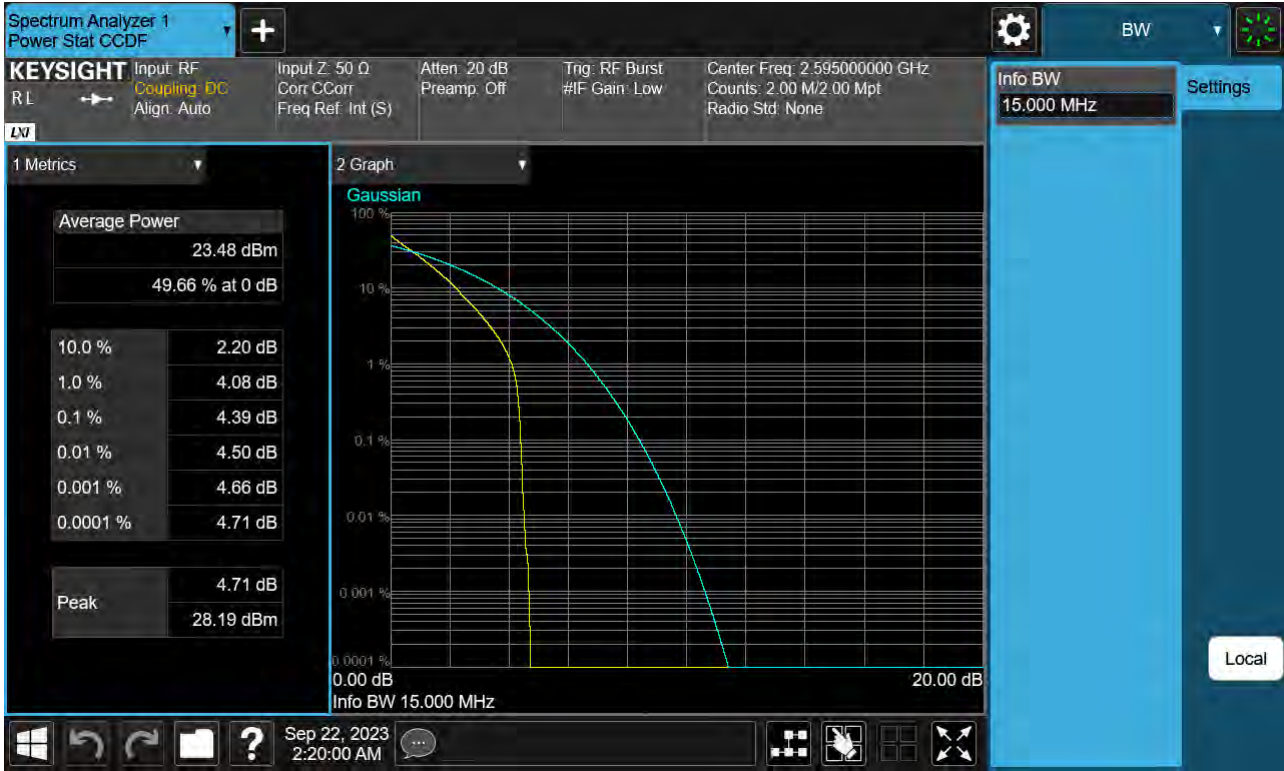 Spectrum Analyzer 1
Power Stat CCDF
BW
KEYSIGHT
RL
LXI
Input: RF
Coupling: DC
Align: Auto
Input Z: 50 Ω
Corr CCorr
Freq Ref: Int (S)
Atten: 20 dB
Preamp: Off
Trig: RF Burst
#IF Gain: Low
Center Freq: 2.595000000 GHz
Counts: 2.00 M/2.00 Mpt
Radio Std: None
Info BW
15.000 MHz
Settings
1 Metrics
Average Power
23.48 dBm
49.66 % at 0 dB
10.0 % 2.20 dB
1.0 % 4.08 dB
0.1 % 4.39 dB
0.01 % 4.50 dB
0.001 % 4.66 dB
0.0001 % 4.71 dB
Peak
4.71 dB
28.19 dBm
2 Graph
Gaussian
100 %
10 %
1 %
0.1 %
0.01 %
0.001 %
0.0001 %
0.00 dB 20.00 dB
Info BW 15.000 MHz
Local
?
Sep 22, 2023
2:20:00 AM